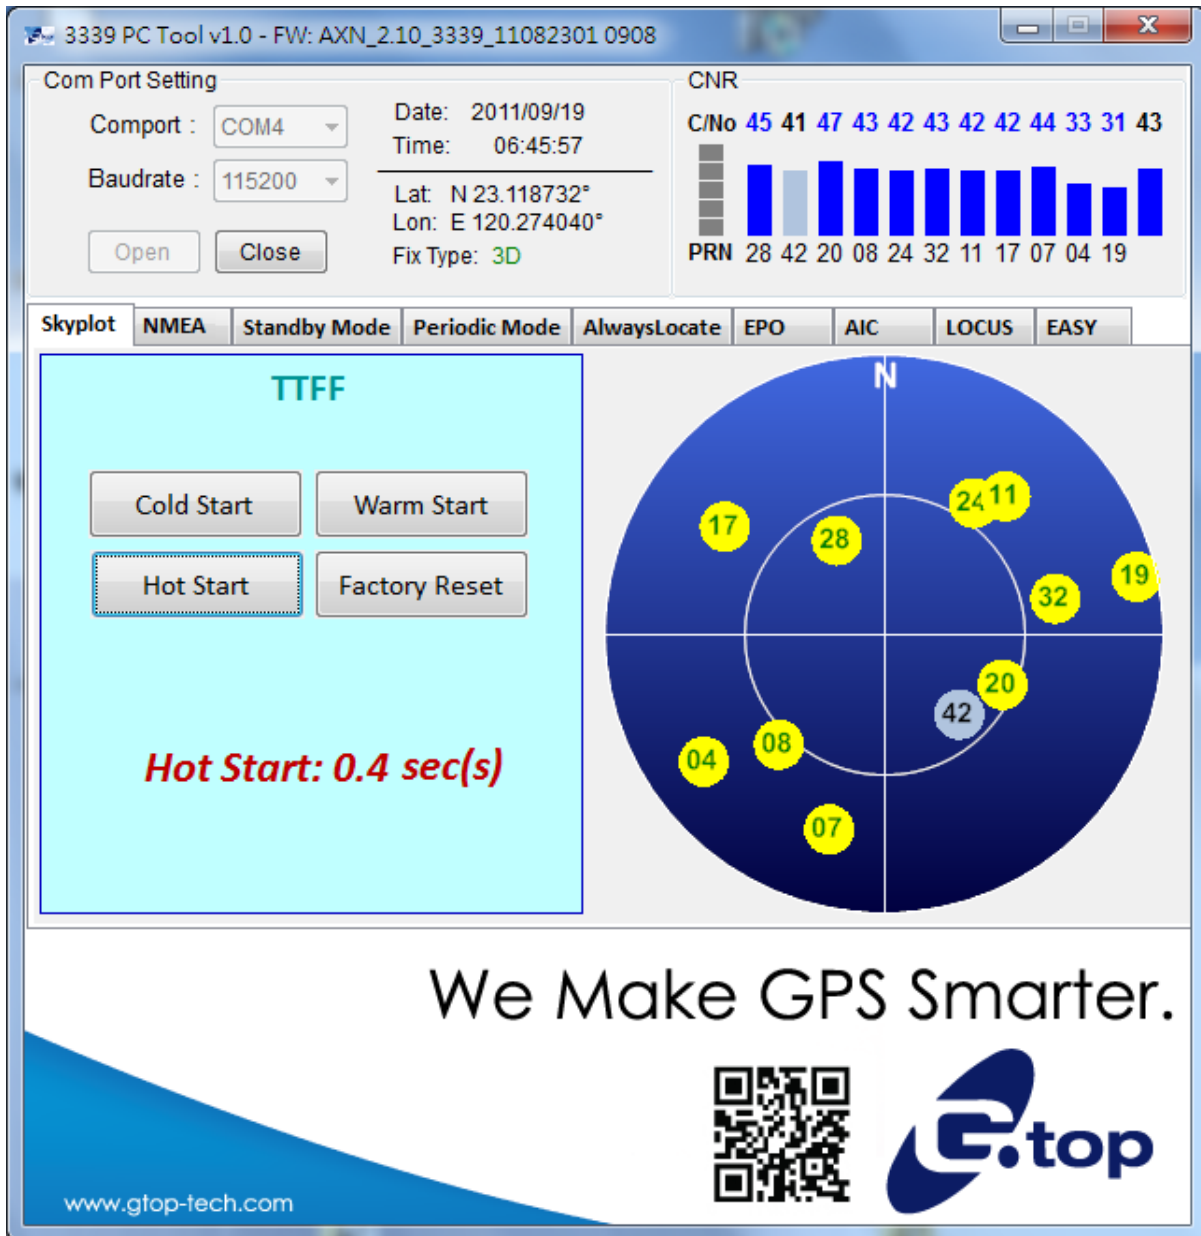 3339 PC Tool v1.0 - FW: AXN_2.10_3339_11082301 0908
Com Port Setting
Comport : COM4
Baudrate : 115200
Open Close
Date: 2011/09/19
Time: 06:45:57
Lat: N 23.118732°
Lon: E 120.274040°
Fix Type: 3D
CNR
C/No 45 41 47 43 42 43 42 42 44 33 31 43
PRN 28 42 20 08 24 32 11 17 07 04 19
Skyplot NMEA Standby Mode Periodic Mode AlwaysLocate EPO AIC LOCUS EASY
TTFF
Cold Start Warm Start
Hot Start Factory Reset
Hot Start: 0.4 sec(s)
N
24 11
17 28
19
32
20
42
08
04
07
We Make GPS Smarter.
G.top
www.gtop-tech.com